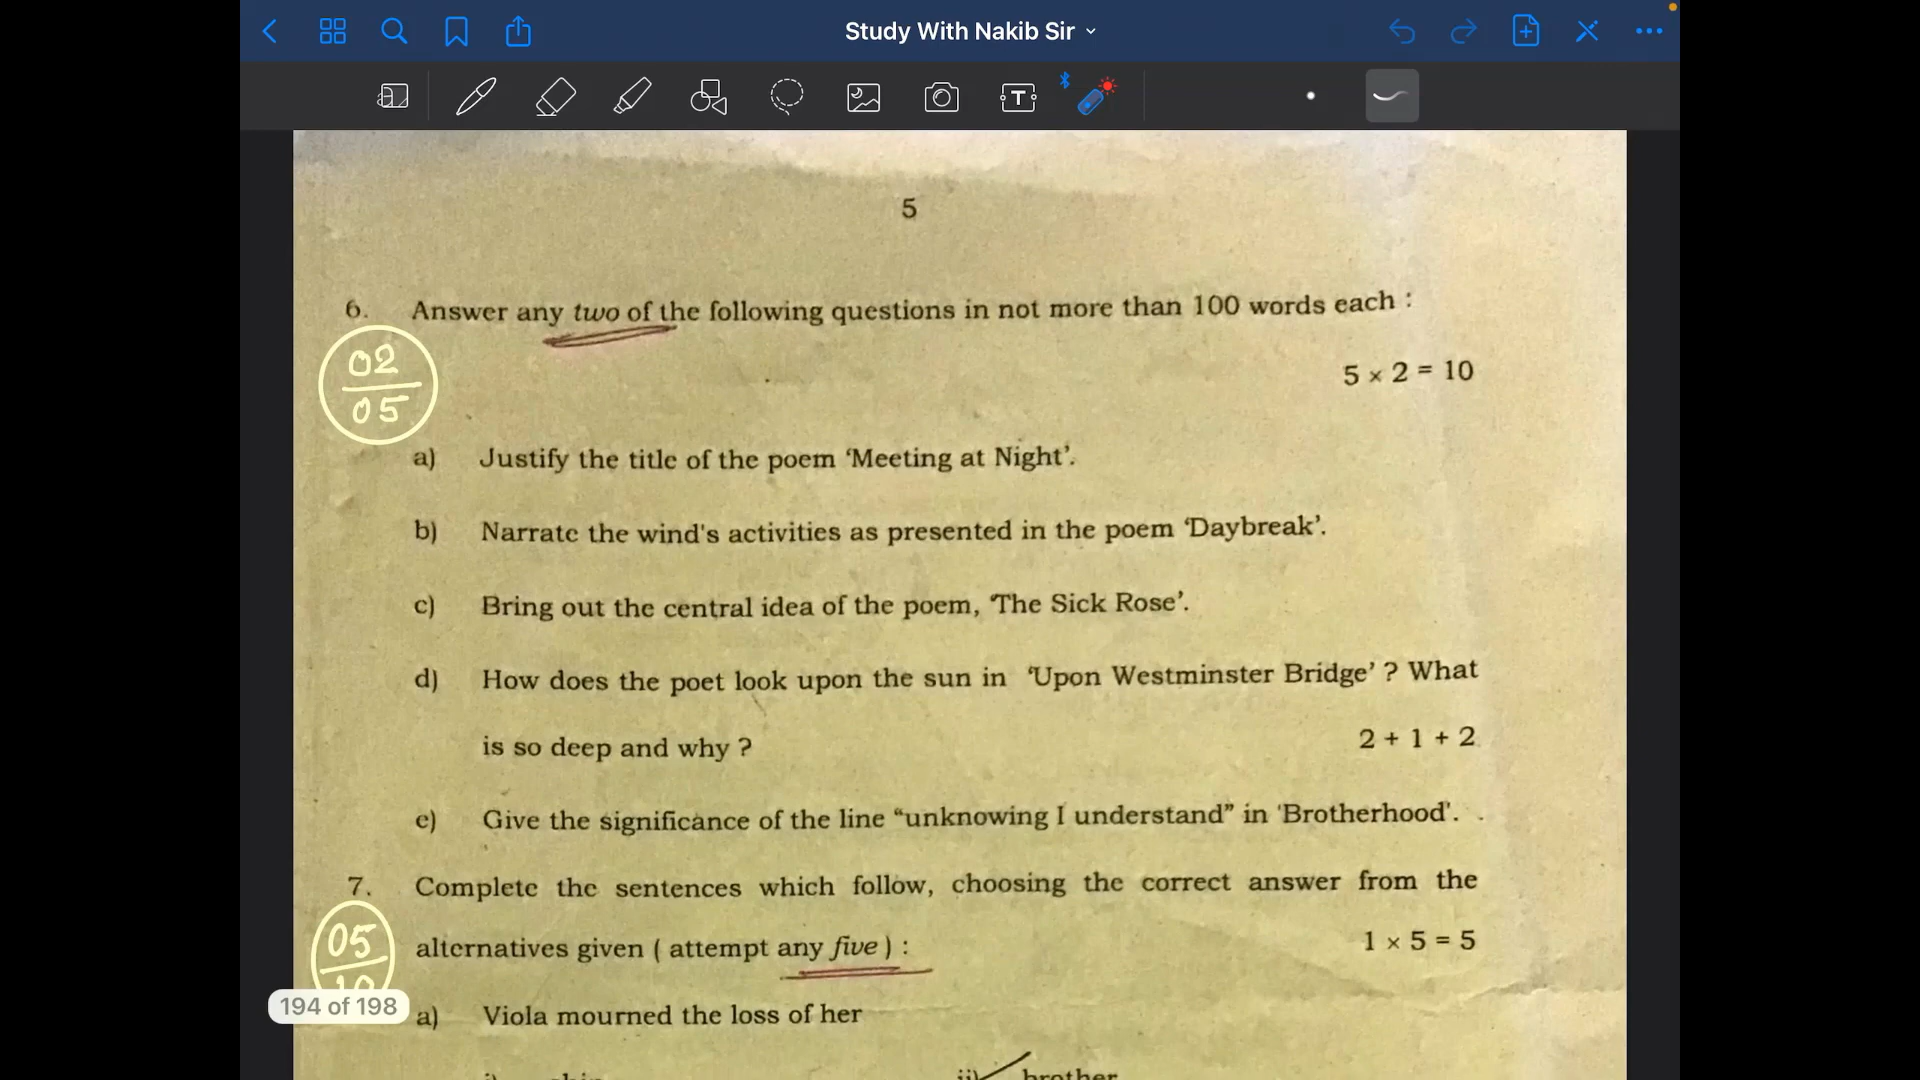 Study With Nakib Sir
5
6. Answer any two of the following questions in not more than 100 words each :
02
05
5 × 2 = 10
a) Justify the title of the poem ‘Meeting at Night’.
b) Narrate the wind's activities as presented in the poem ‘Daybreak’.
c) Bring out the central idea of the poem, ‘The Sick Rose’.
d) How does the poet look upon the sun in ‘Upon Westminster Bridge’ ? What
is so deep and why ? 2 + 1 + 2
e) Give the significance of the line “unknowing I understand” in 'Brotherhood'.
7. Complete the sentences which follow, choosing the correct answer from the
05
10
alternatives given ( attempt any five ) : 1 × 5 = 5
194 of 198
a) Viola mourned the loss of her
i) ship ii) brother